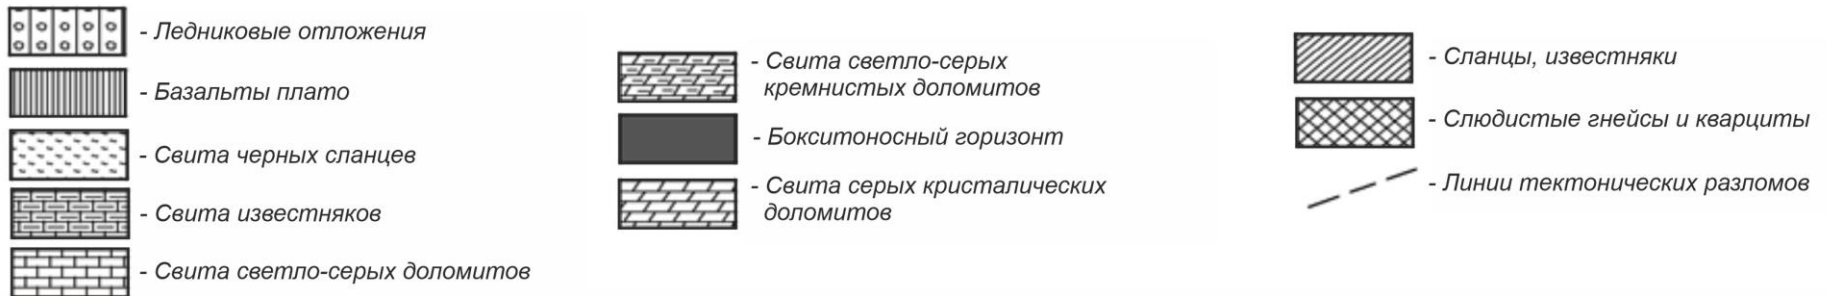 - Ледниковые отложения
- Базальты плато
- Свита черных сланцев
- Свита известняков
- Свита светло-серых доломитов
- Свита светло-серых
кремнистых доломитов
- Бокситоносный горизонт
- Свита серых кристалических
доломитов
- Сланцы, известняки
- Слюдистые гнейсы и кварциты
- Линии тектонических разломов